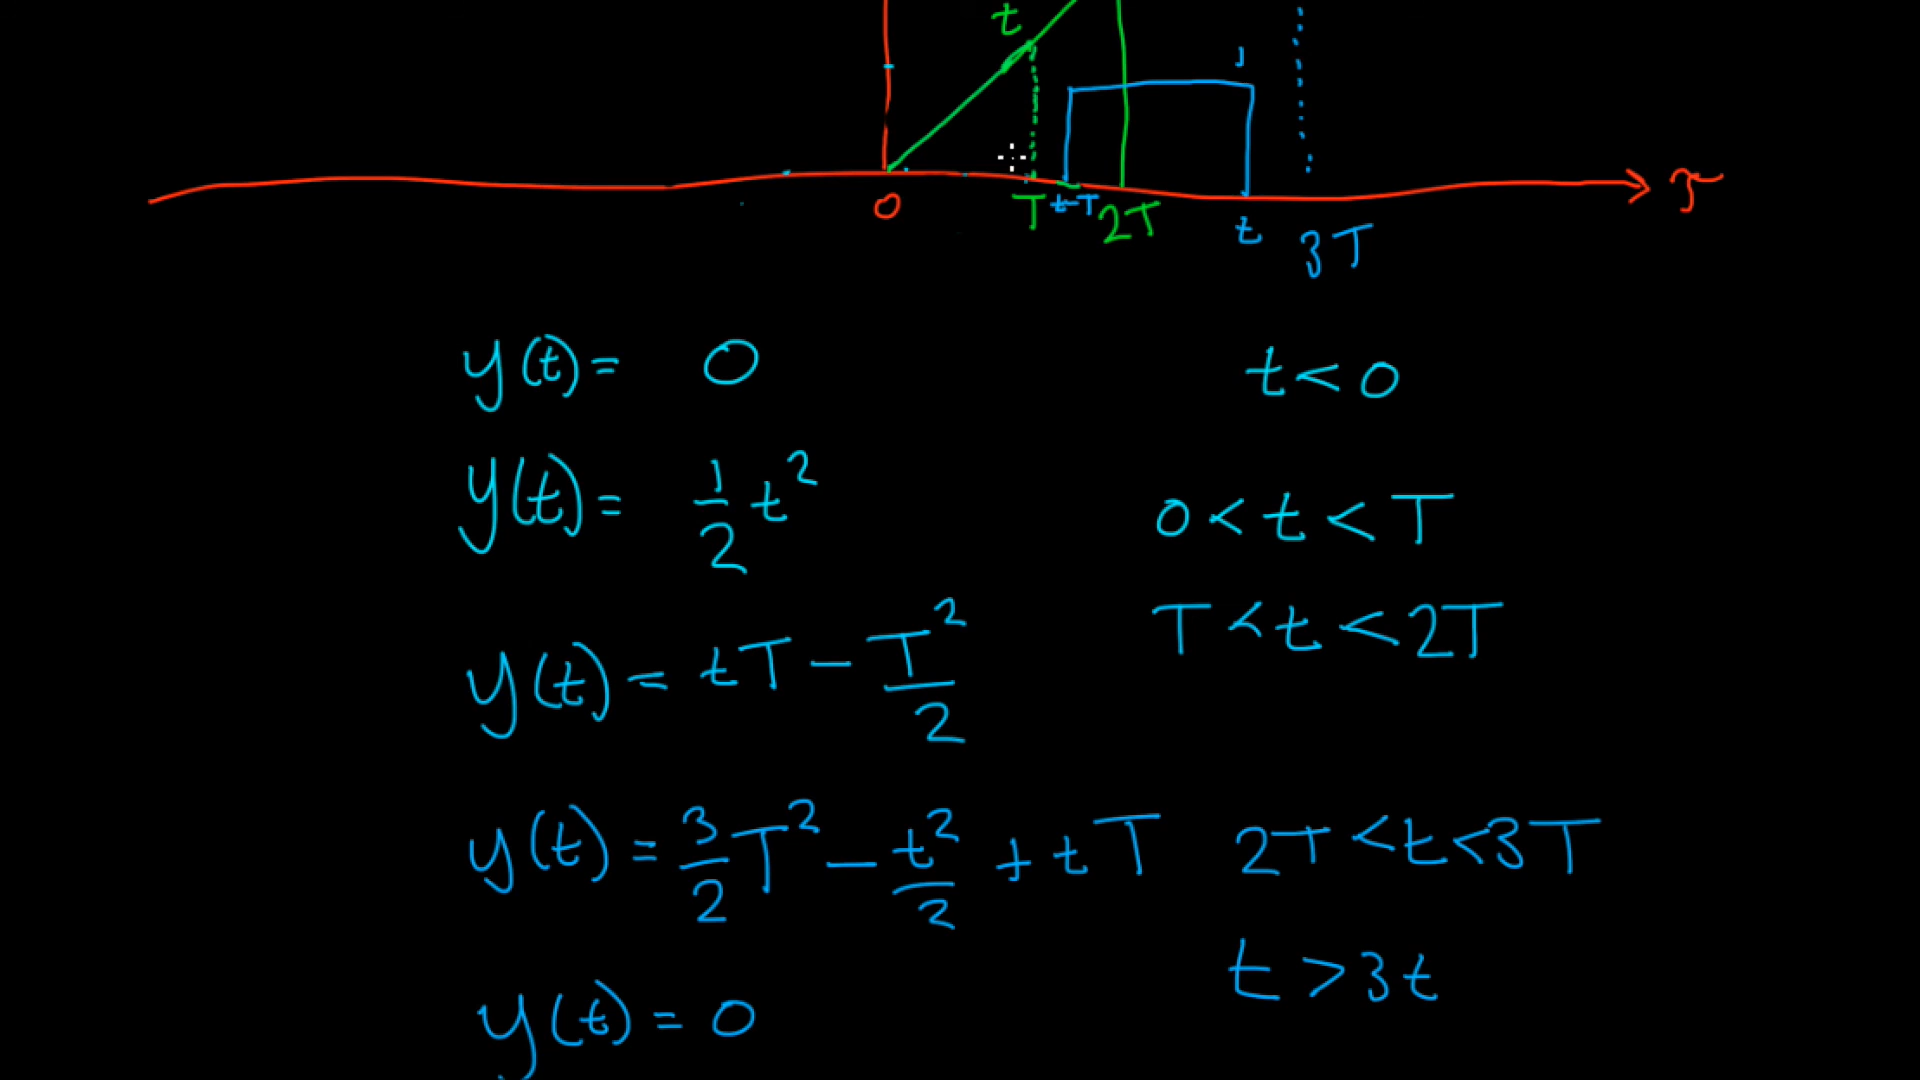 t
1
0 T t-T 2T t 3T τ
y(t) = 0 t < 0
y(t) = 1/2 t² 0 < t < T
y(t) = tT - T²/2 T < t < 2T
y(t) = 3/2 T² - t²/2 + tT 2T < t < 3T
t > 3t
y(t) = 0